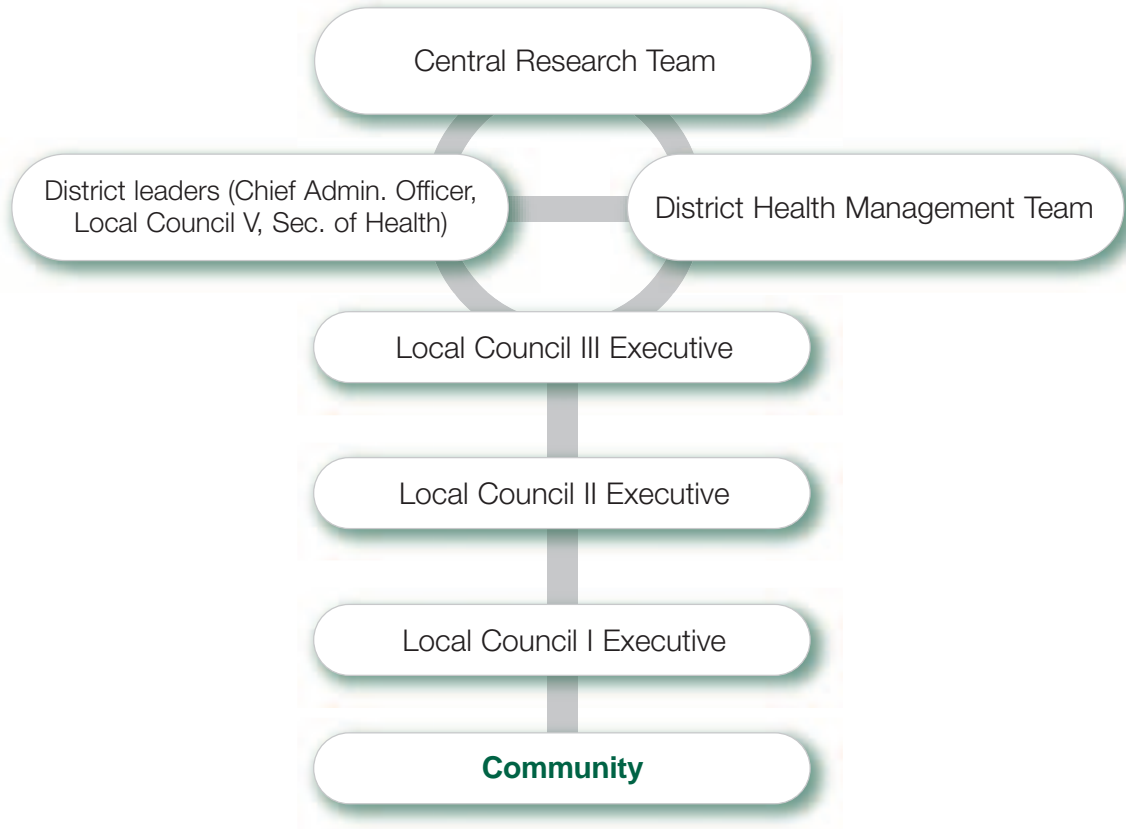 Central Research Team
District leaders (Chief Admin. Officer,
Local Council V, Sec. of Health)
District Health Management Team
Local Council III Executive
Local Council II Executive
Local Council I Executive
Community